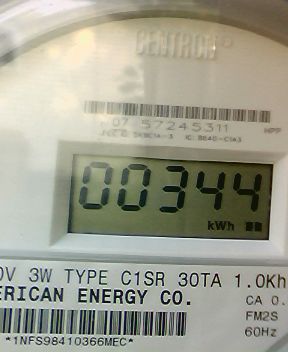 CENTRON®
07 57245311
HPP
00344
kWh
0V 3W TYPE C1SR 30TA 1.0Kh
ERICAN ENERGY CO.
CA 0.
FM2S
60Hz
*1NFS98410366MEC*